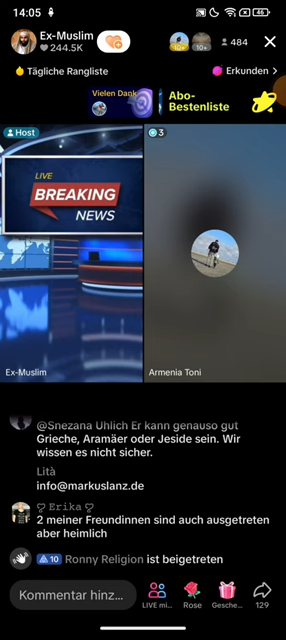 14:05
46
Ex-Muslim
244.5K
10+
10+
484
Tägliche Rangliste
Erkunden >
Vielen Dank
Abo-
Bestenliste
Host
3
LIVE
BREAKING
NEWS
Ex-Muslim
Armenia Toni
@Snezana Uhlich Er kann genauso gut
Grieche, Aramäer oder Jeside sein. Wir
wissen es nicht sicher.
Lità
info@markuslanz.de
Erika
2 meiner Freundinnen sind auch ausgetreten
aber heimlich
10 Ronny Religion ist beigetreten
Kommentar hinz...
LIVE mi...
Rose
Gesche...
129